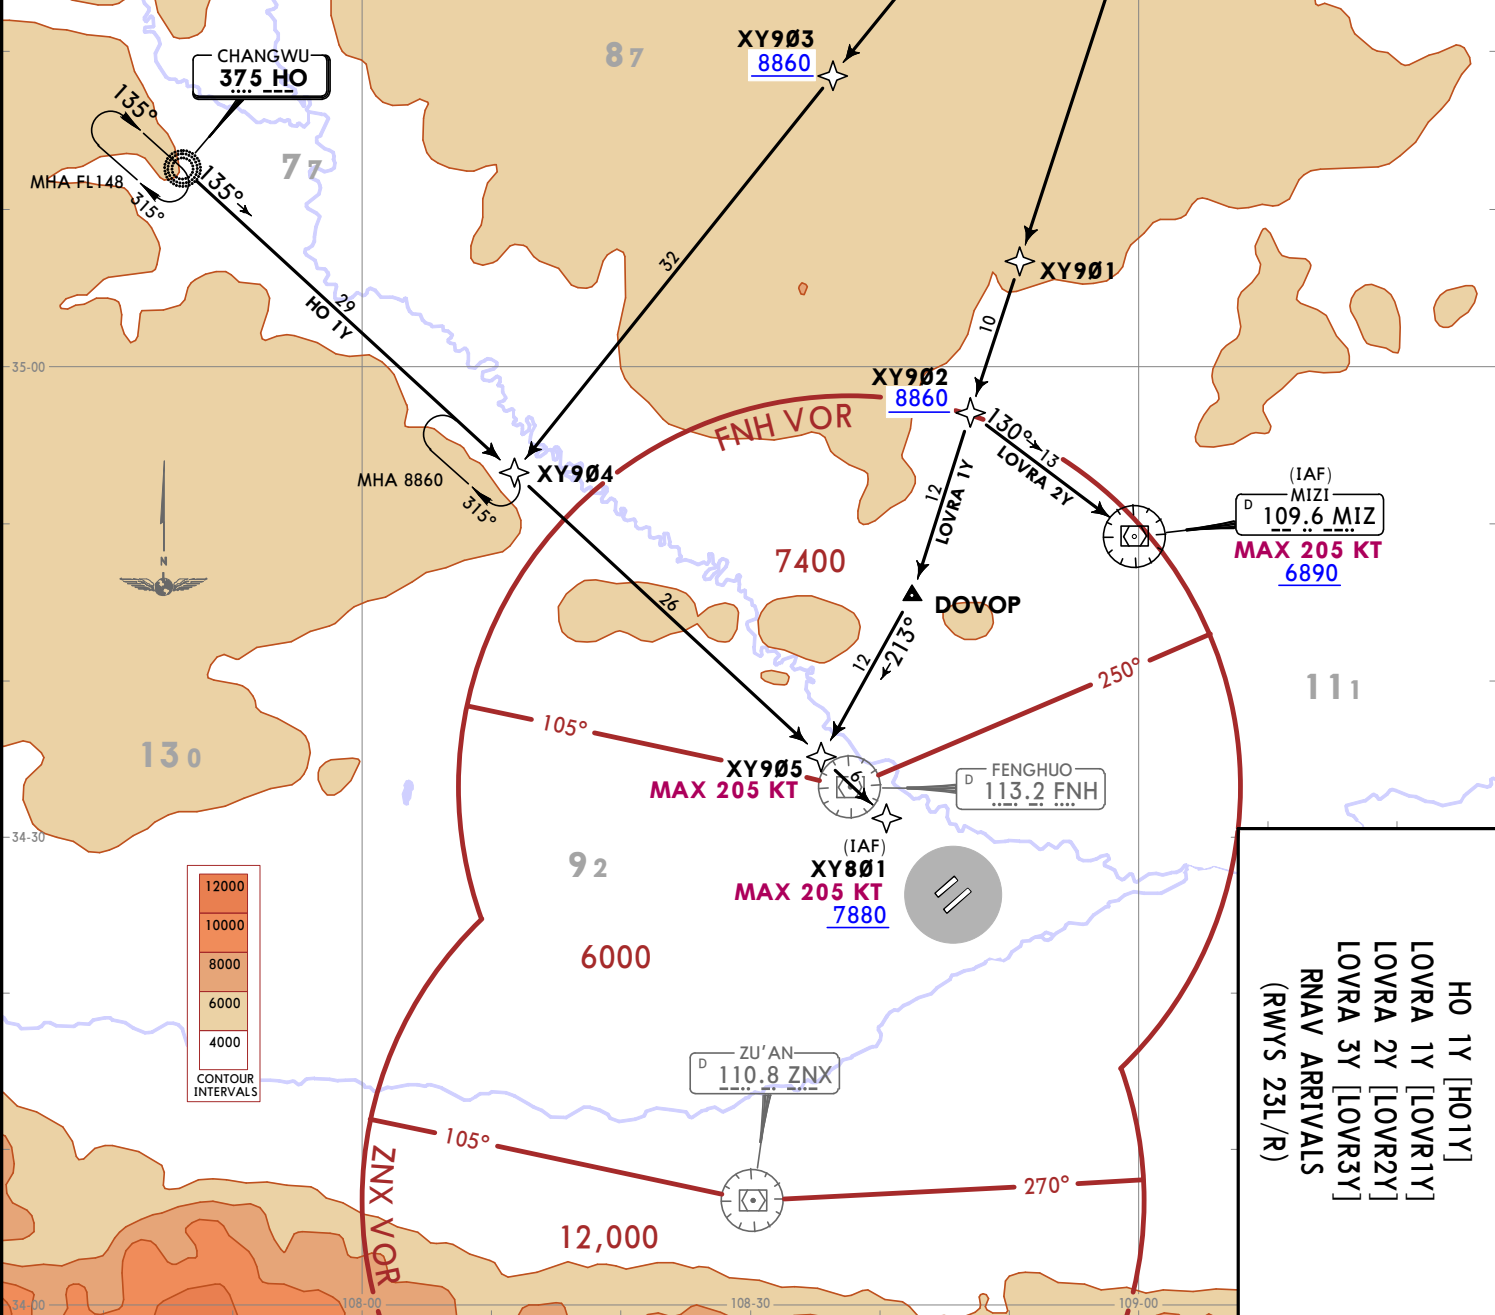 CHANGWU
375 HO
135°
135°
MHA FL148
315°
77
87
XY9Ø3
8860
XY9Ø1
32
29
HO 1Y
10
35-00
XY9Ø2
8860
FNH VOR
130°
13
LOVRA 2Y
12
LOVRA 1Y
(IAF)
MIZI
D 109.6 MIZ
MAX 205 KT
6890
XY9Ø4
MHA 8860
315°
N
7400
26
DOVOP
213°
12
250°
111
105°
130
XY9Ø5
MAX 205 KT
9
FENGHUO
D 113.2 FNH
34-30
(IAF)
XY8Ø1
MAX 205 KT
7880
92
12000
10000
8000
6000
4000
CONTOUR
INTERVALS
6000
ZU'AN
D 110.8 ZNX
105°
270°
ZNX VOR
12,000
34-00
108-00
108-30
109-00
HO 1Y [HO1Y]
LOVRA 1Y [LOVR1Y]
LOVRA 2Y [LOVR2Y]
LOVRA 3Y [LOVR3Y]
RNAV ARRIVALS
(RWYS 23L/R)